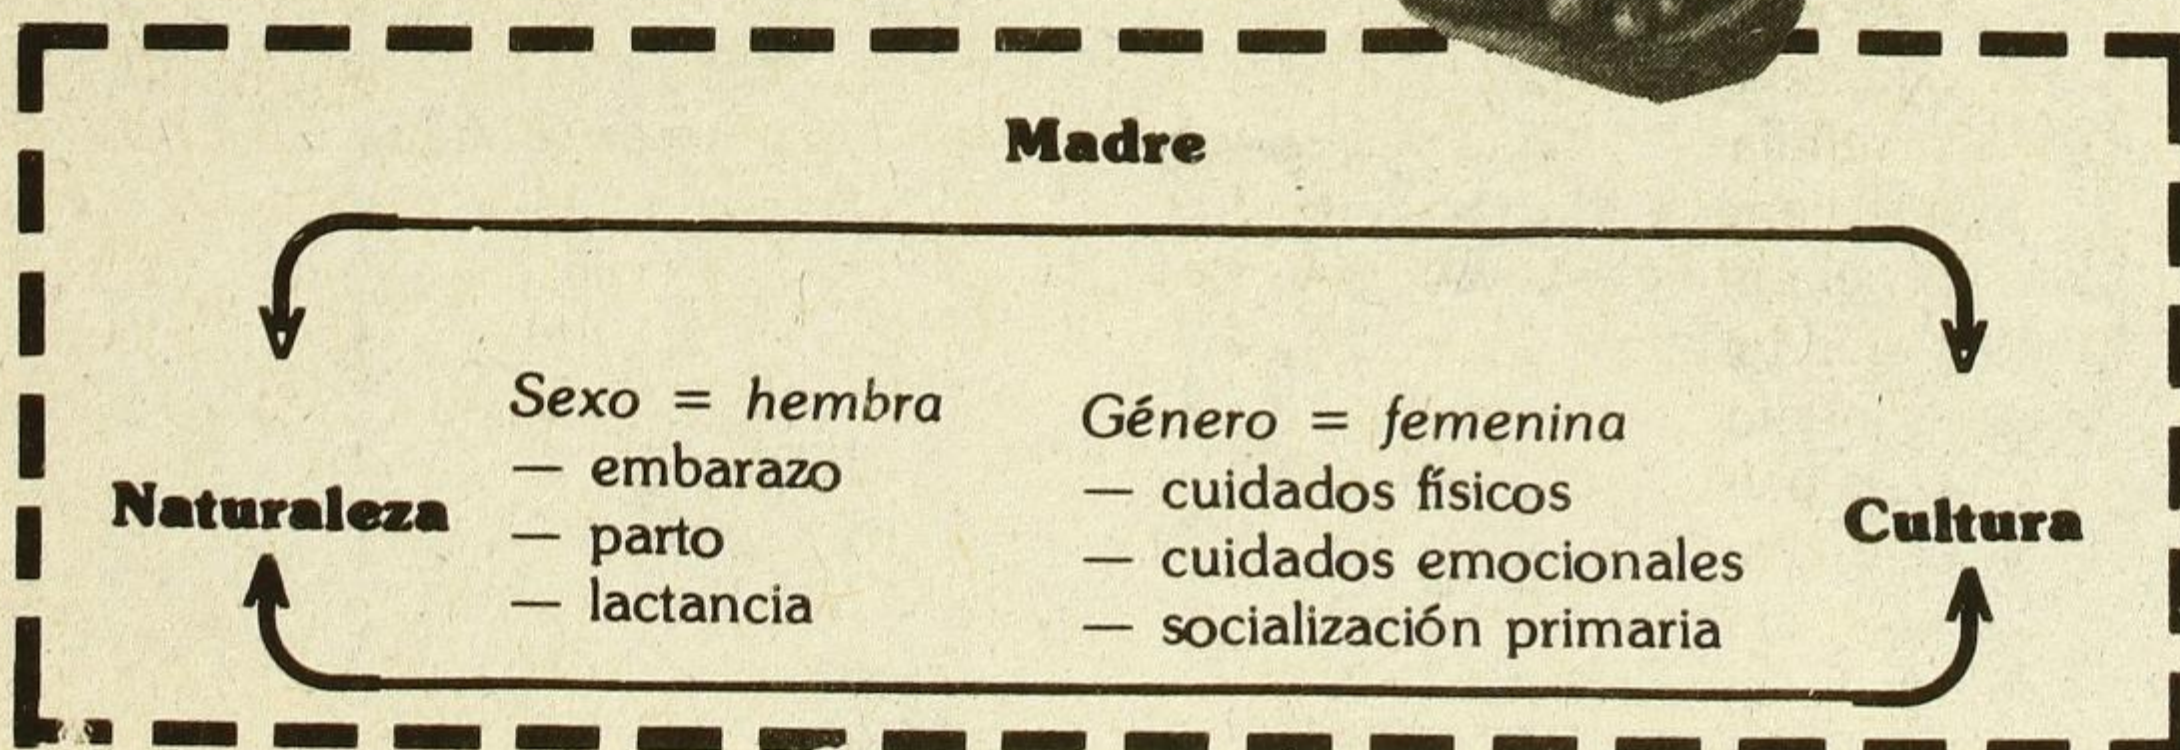 Madre
Naturaleza
Sexo = hembra
— embarazo
— parto
— lactancia
Género = femenina
— cuidados físicos
— cuidados emocionales
— socialización primaria
Cultura